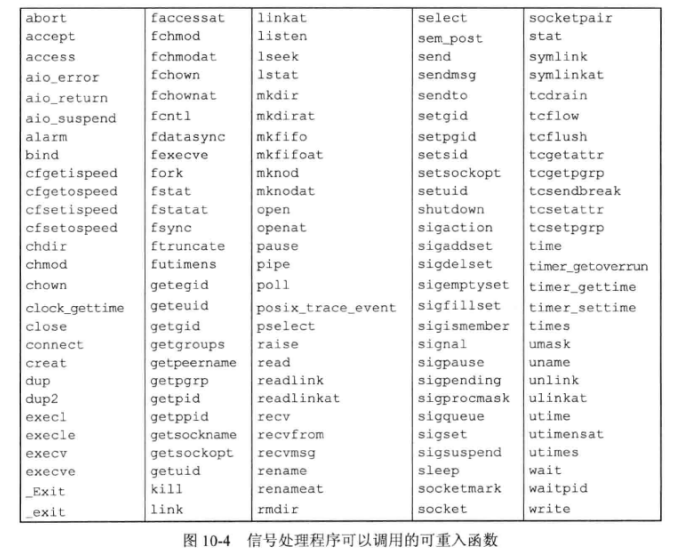 abort faccessat linkat select socketpair
accept fchmod listen sem_post stat
access fchmodat lseek send symlink
aio_error fchown lstat sendmsg symlinkat
aio_return fchownat mkdir sendto tcdrain
aio_suspend fcntl mkdirat setgid tcflow
alarm fdatasync mkfifo setpgid tcflush
bind fexecve mkfifoat setsid tcgetattr
cfgetispeed fork mknod setsockopt tcgetpgrp
cfgetospeed fstat mknodat setuid tcsendbreak
cfsetispeed fstatat open shutdown tcsetattr
cfsetospeed fsync openat sigaction tcsetpgrp
chdir ftruncate pause sigaddset time
chmod futimens pipe sigdelset timer_getoverrun
chown getegid poll sigemptyset timer_gettime
clock_gettime geteuid posix_trace_event sigfillset timer_settime
close getgid pselect sigismember times
connect getgroups raise signal umask
creat getpeername read sigpause uname
dup getpgrp readlink sigpending unlink
dup2 getpid readlinkat sigprocmask ulinkat
execl getppid recv sigqueue utime
execle getsockname recvfrom sigset utimensat
execv getsockopt recvmsg sigsuspend utimes
execve getuid rename sleep wait
_Exit kill renameat socketmark waitpid
_exit link rmdir socket write
图 10-4 信号处理程序可以调用的可重入函数